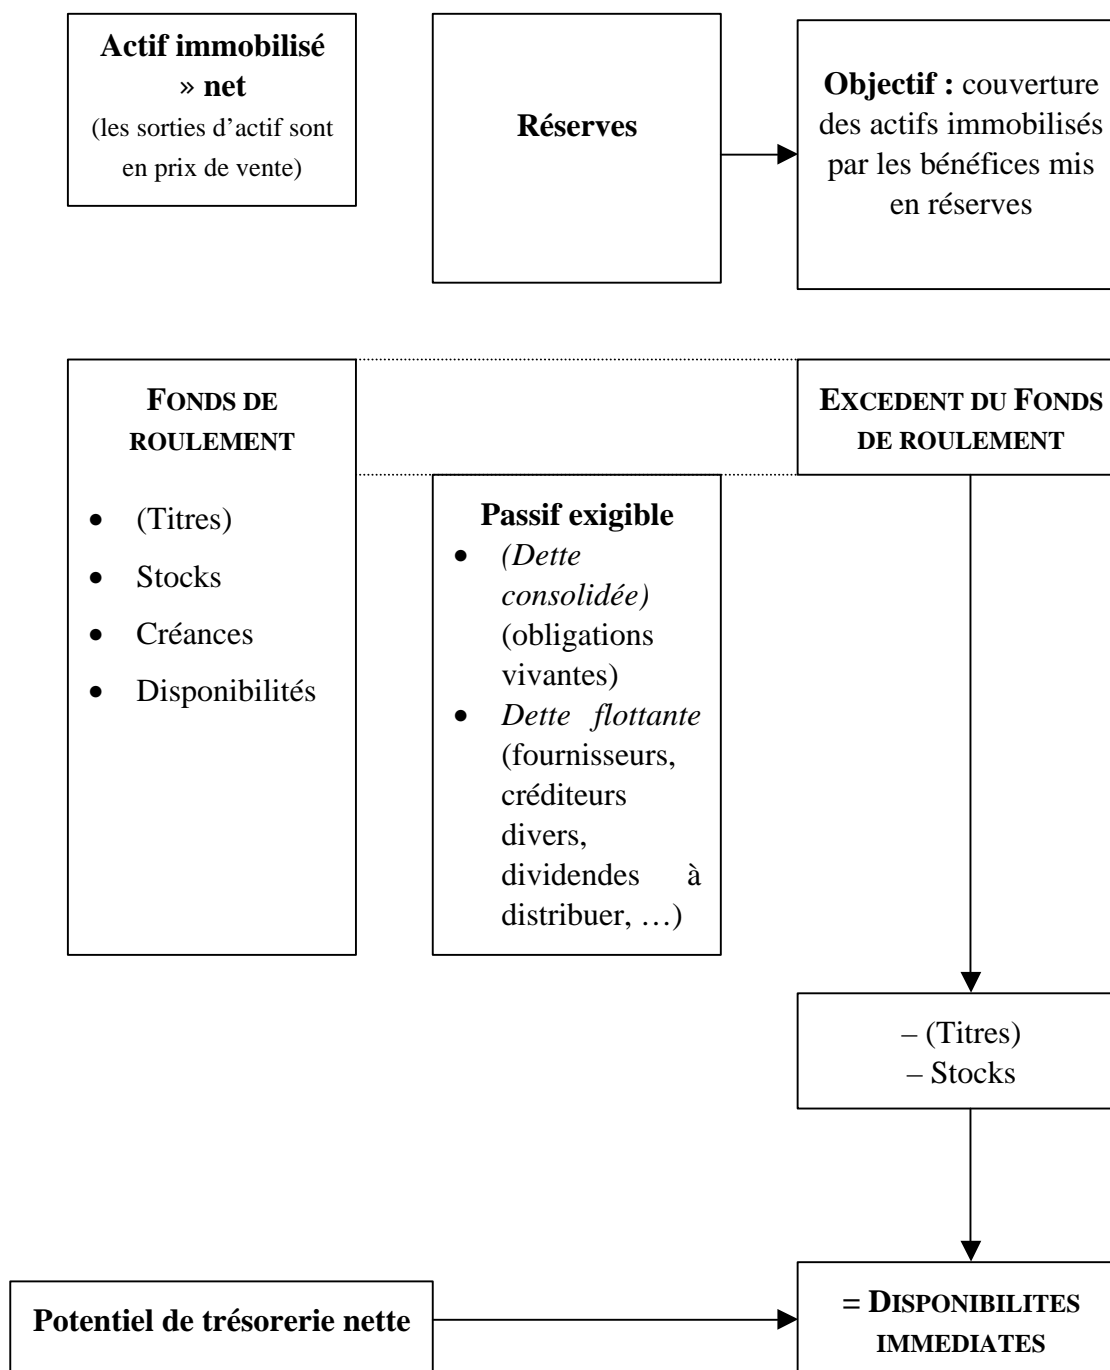 Actif immobilisé
» net
(les sorties d’actif sont
en prix de vente)
Réserves
Objectif : couverture
des actifs immobilisés
par les bénéfices mis
en réserves
FONDS DE
ROULEMENT
• (Titres)
• Stocks
• Créances
• Disponibilités
EXCEDENT DU FONDS
DE ROULEMENT
Passif exigible
• (Dette
consolidée)
(obligations
vivantes)
• Dette flottante
(fournisseurs,
créditeurs
divers,
dividendes à
distribuer, …)
– (Titres)
– Stocks
Potentiel de trésorerie nette
= DISPONIBILITES
IMMEDIATES